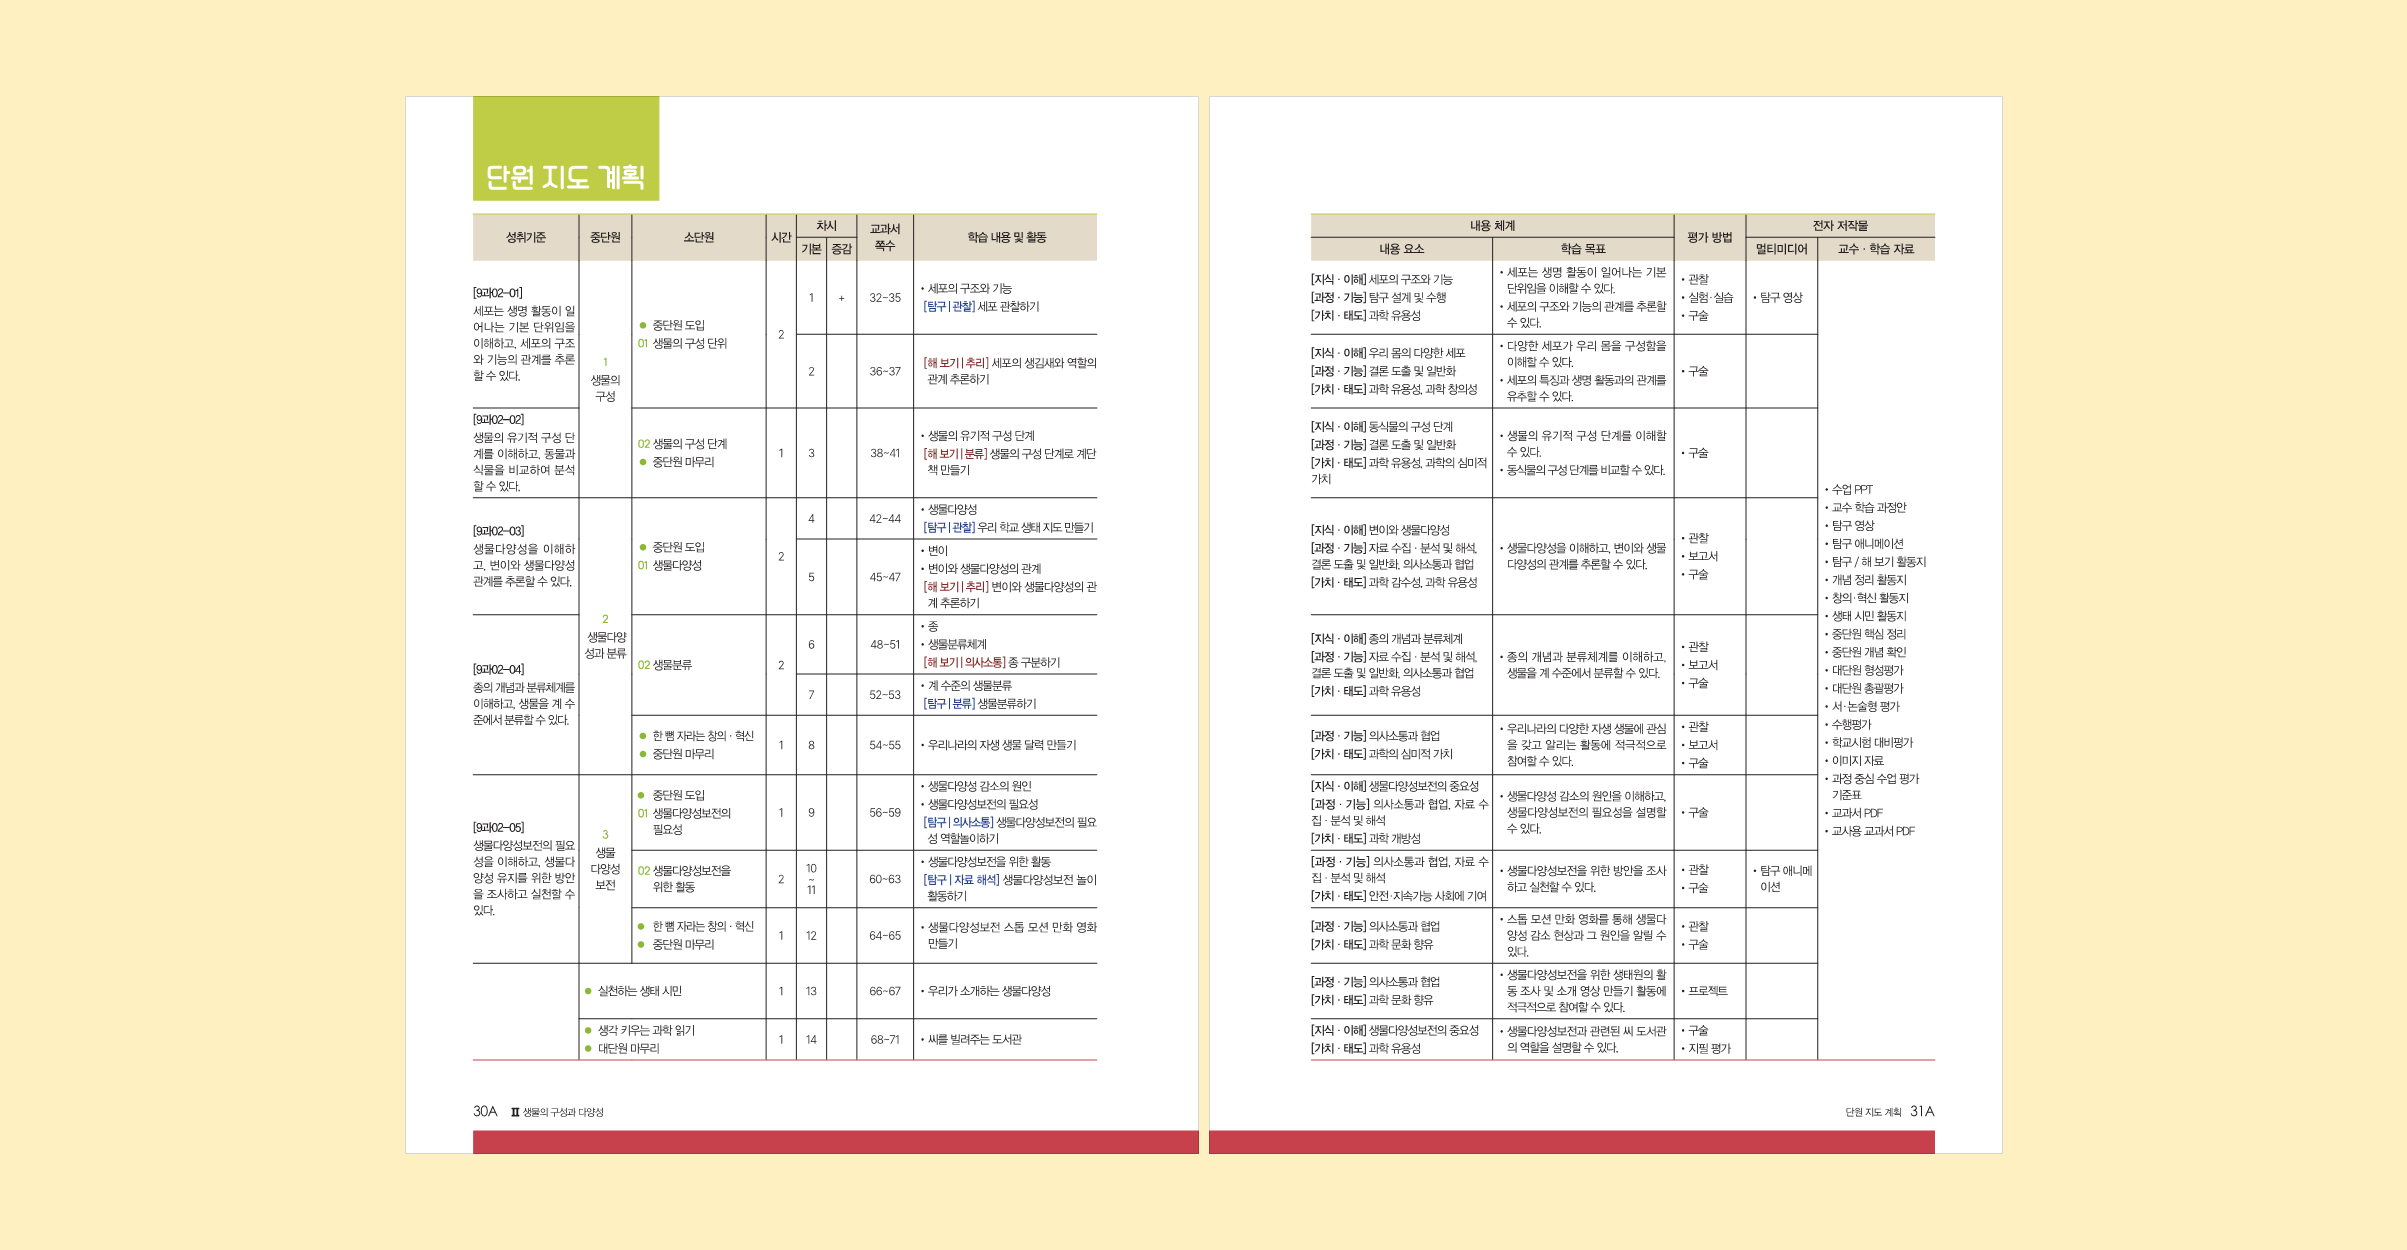 단원 지도 계획
성취기준 중단원 소단원 시간 차시 교과서 쪽수 학습 내용 및 활동
기본 증감
[9과02-01]
세포는 생명 활동이 일
어나는 기본 단위임을
이해하고, 세포의 구조
와 기능의 관계를 추론
할 수 있다.
1
생물의
구성
● 중단원 도입
01 생물의 구성 단위
2
1 + 32~35
• 세포의 구조와 기능
[탐구 | 관찰] 세포 관찰하기
2 36~37
[해 보기 | 추리] 세포의 생김새와 역할의
관계 추론하기
[9과02-02]
생물의 유기적 구성 단
계를 이해하고, 동물과
식물을 비교하여 분석
할 수 있다.
02 생물의 구성 단계
● 중단원 마무리
1 3 38~41
• 생물의 유기적 구성 단계
[해 보기 | 분류] 생물의 구성 단계로 계단
책 만들기
[9과02-03]
생물다양성을 이해하
고, 변이와 생물다양성
관계를 추론할 수 있다.
2
생물다양
성과 분류
● 중단원 도입
01 생물다양성
2
4 42~44
• 생물다양성
[탐구 | 관찰] 우리 학교 생태 지도 만들기
5 45~47
• 변이
• 변이와 생물다양성의 관계
[해 보기 | 추리] 변이와 생물다양성의 관
계 추론하기
[9과02-04]
종의 개념과 분류체계를
이해하고, 생물을 계 수
준에서 분류할 수 있다.
02 생물분류
2
6 48~51
• 종
• 생물분류체계
[해 보기 | 의사소통] 종 구분하기
7 52~53
• 계 수준의 생물분류
[탐구 | 분류] 생물분류하기
● 한 뼘 자라는 창의·혁신
● 중단원 마무리
1 8 54~55
• 우리나라의 자생 생물 달력 만들기
[9과02-05]
생물다양성보전의 필요
성을 이해하고, 생물다
양성 유지를 위한 방안
을 조사하고 실천할 수
있다.
3
생물
다양성
보전
● 중단원 도입
01 생물다양성보전의
필요성
1 9 56~59
• 생물다양성 감소의 원인
• 생물다양성보전의 필요성
[탐구 | 의사소통] 생물다양성보전의 필요
성 역할놀이하기
02 생물다양성보전을
위한 활동
2
10
~
11
60~63
• 생물다양성보전을 위한 활동
[탐구 | 자료 해석] 생물다양성보전 놀이
활동하기
● 한 뼘 자라는 창의·혁신
● 중단원 마무리
1 12 64~65
• 생물다양성보전 스톱 모션 만화 영화
만들기
● 실천하는 생태 시민
1 13 66~67
• 우리가 소개하는 생물다양성
● 생각 키우는 과학 읽기
● 대단원 마무리
1 14 68~71
• 씨를 빌려주는 도서관
30A Ⅱ 생물의 구성과 다양성
내용 체계 평가 방법 전자 저작물
내용 요소 학습 목표 멀티미디어 교수·학습 자료
[지식·이해] 세포의 구조와 기능
[과정·기능] 탐구 설계 및 수행
[가치·태도] 과학 유용성
• 세포는 생명 활동이 일어나는 기본
단위임을 이해할 수 있다.
• 세포의 구조와 기능의 관계를 추론할
수 있다.
• 관찰
• 실험·실습
• 구술
• 탐구 영상
[지식·이해] 우리 몸의 다양한 세포
[과정·기능] 결론 도출 및 일반화
[가치·태도] 과학 유용성, 과학 창의성
• 다양한 세포가 우리 몸을 구성함을
이해할 수 있다.
• 세포의 특징과 생명 활동과의 관계를
유추할 수 있다.
• 구술
[지식·이해] 동식물의 구성 단계
[과정·기능] 결론 도출 및 일반화
[가치·태도] 과학 유용성, 과학의 심미적
가치
• 생물의 유기적 구성 단계를 이해할
수 있다.
• 동식물의 구성 단계를 비교할 수 있다.
• 구술
[지식·이해] 변이와 생물다양성
[과정·기능] 자료 수집·분석 및 해석,
결론 도출 및 일반화, 의사소통과 협업
[가치·태도] 과학 감수성, 과학 유용성
• 생물다양성을 이해하고, 변이와 생물
다양성의 관계를 추론할 수 있다.
• 관찰
• 보고서
• 구술
[지식·이해] 종의 개념과 분류체계
[과정·기능] 자료 수집·분석 및 해석,
결론 도출 및 일반화, 의사소통과 협업
[가치·태도] 과학 유용성
• 종의 개념과 분류체계를 이해하고,
생물을 계 수준에서 분류할 수 있다.
• 관찰
• 보고서
• 구술
[과정·기능] 의사소통과 협업
[가치·태도] 과학의 심미적 가치
• 우리나라의 다양한 자생 생물에 관심
을 갖고 알리는 활동에 적극적으로
참여할 수 있다.
• 관찰
• 보고서
• 구술
[지식·이해] 생물다양성보전의 중요성
[과정·기능] 의사소통과 협업, 자료 수
집·분석 및 해석
[가치·태도] 과학 개방성
• 생물다양성 감소의 원인을 이해하고,
생물다양성보전의 필요성을 설명할
수 있다.
• 구술
[과정·기능] 의사소통과 협업, 자료 수
집·분석 및 해석
[가치·태도] 안전·지속가능 사회에 기여
• 생물다양성보전을 위한 방안을 조사
하고 실천할 수 있다.
• 관찰
• 구술
• 탐구 애니메
이션
[과정·기능] 의사소통과 협업
[가치·태도] 과학 문화 향유
• 스톱 모션 만화 영화를 통해 생물다
양성 감소 현상과 그 원인을 알릴 수
있다.
• 관찰
• 구술
[과정·기능] 의사소통과 협업
[가치·태도] 과학 문화 향유
• 생물다양성보전을 위한 생태원의 활
동 조사 및 소개 영상 만들기 활동에
적극적으로 참여할 수 있다.
• 프로젝트
[지식·이해] 생물다양성보전의 중요성
[가치·태도] 과학 유용성
• 생물다양성보전과 관련된 씨 도서관
의 역할을 설명할 수 있다.
• 구술
• 지필 평가
• 수업 PPT
• 교수 학습 과정안
• 탐구 영상
• 탐구 애니메이션
• 탐구 / 해 보기 활동지
• 개념 정리 활동지
• 창의·혁신 활동지
• 생태 시민 활동지
• 중단원 핵심 정리
• 중단원 개념 확인
• 대단원 형성평가
• 대단원 총괄평가
• 서·논술형 평가
• 수행평가
• 학교시험 대비평가
• 이미지 자료
• 과정 중심 수업 평가
기준표
• 교과서 PDF
• 교사용 교과서 PDF
단원 지도 계획 31A